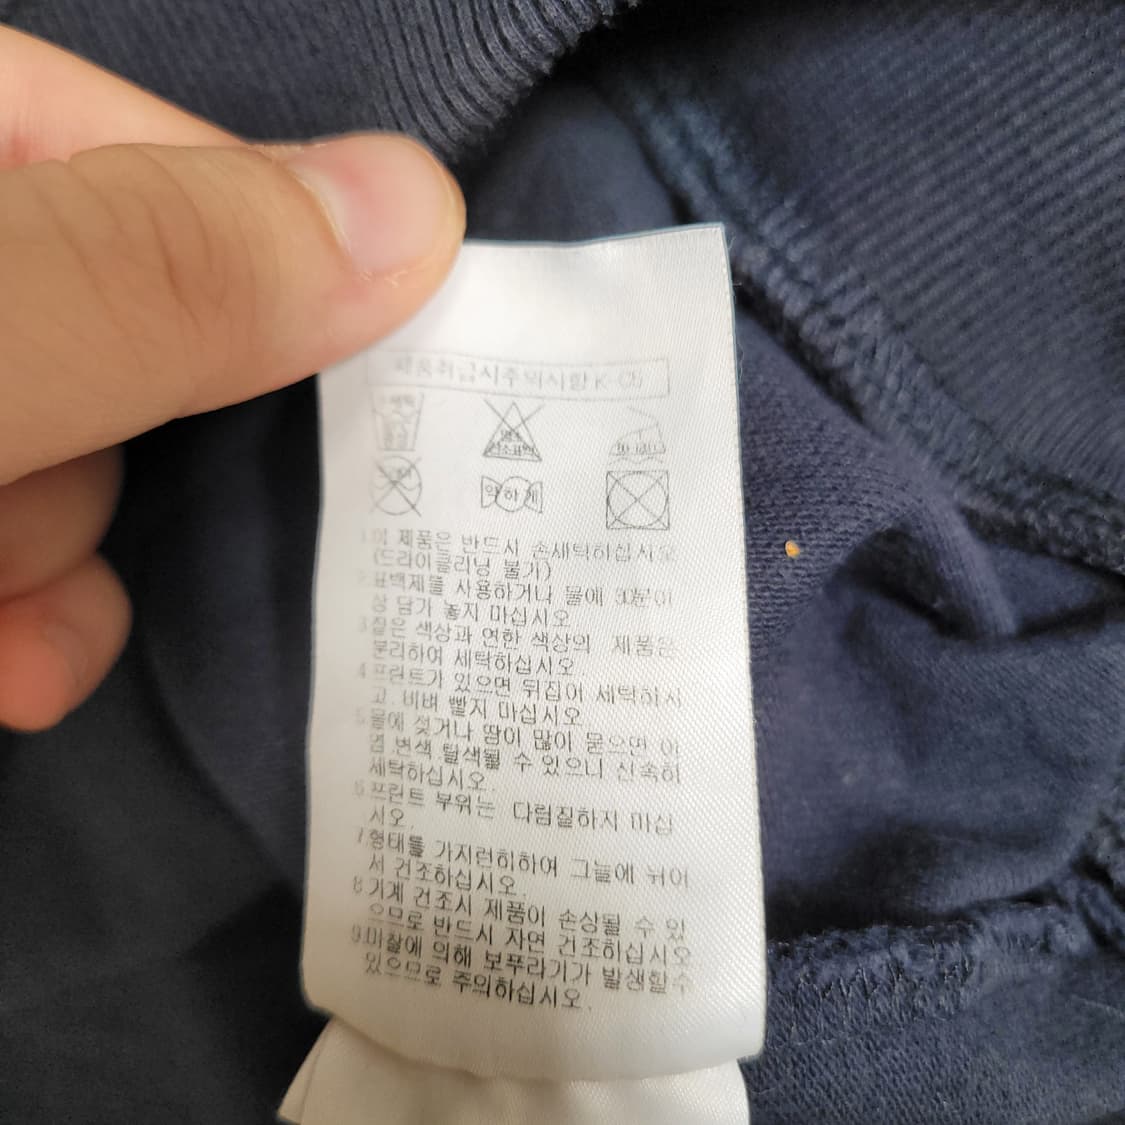 취급시주의사항
염소
산소표백
약하게
1.이 제품은 반드시 손세탁하십시오
(드라이클리닝 불가)
2.표백제를 사용하거나 물에 30분이
상 담가 놓지 마십시오
3.짙은 색상과 연한 색상의 제품은
분리하여 세탁하십시오.
4.프린트가 있으면 뒤집어 세탁하시
고, 비벼 빨지 마십시오.
5.물에 젖거나 땀이 많이 묻으면 이
염.변색.탈색될 수 있으니 신속히
세탁하십시오.
6.프린트 부위는 다림질하지 마십
시오.
7.형태를 가지런히하여 그늘에 뉘어
서 건조하십시오.
8.기계 건조시 제품이 손상될 수 있
으므로 반드시 자연 건조하십시오
9.마찰에 의해 보푸라기가 발생할수
있으므로 주의하십시오.